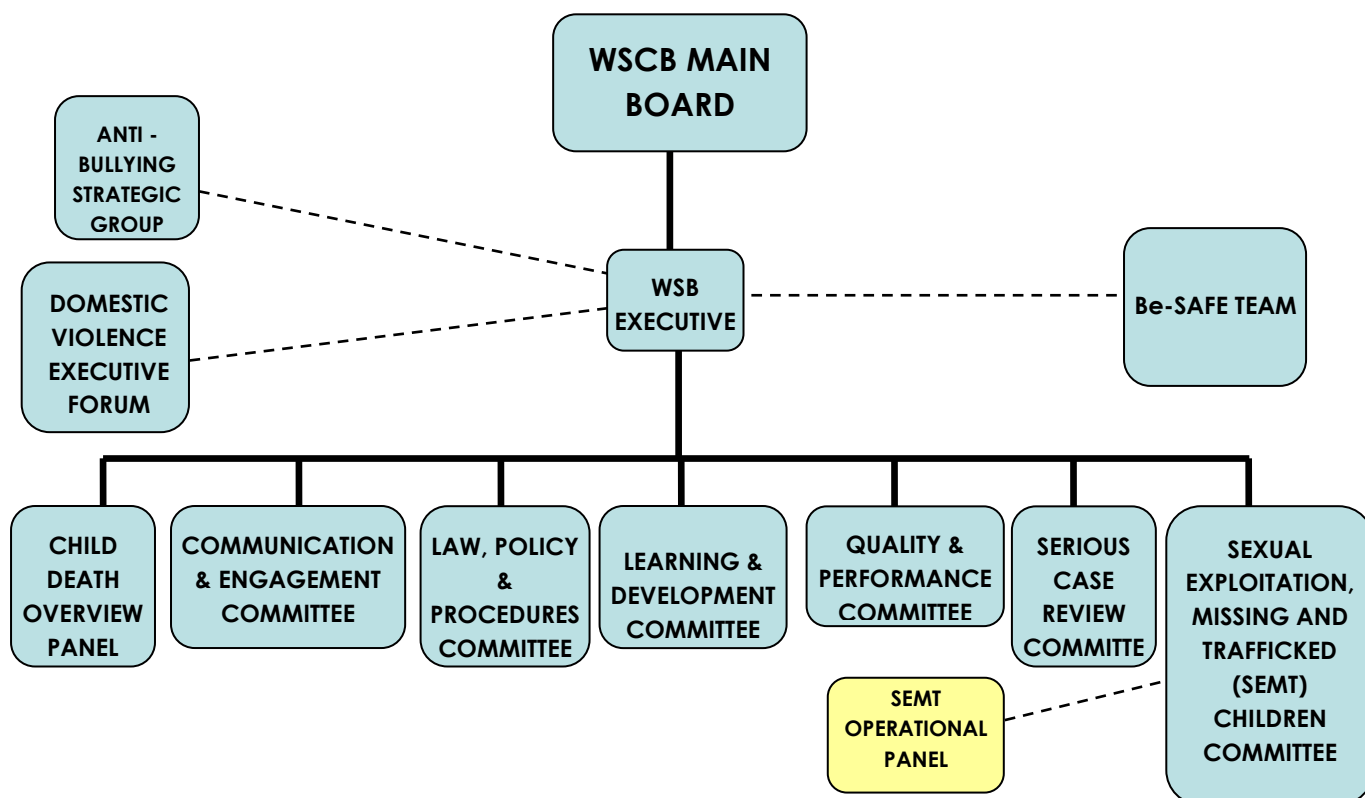 WSCB MAIN
BOARD
ANTI -
BULLYING
STRATEGIC
GROUP
DOMESTIC
VIOLENCE
EXECUTIVE
FORUM
WSB
EXECUTIVE
Be-SAFE TEAM
CHILD
DEATH
OVERVIEW
PANEL
COMMUNICATION
& ENGAGEMENT
COMMITTEE
LAW, POLICY
&
PROCEDURES
COMMITTEE
LEARNING &
DEVELOPMENT
COMMITTEE
QUALITY &
PERFORMANCE
COMMITTEE
SERIOUS
CASE
REVIEW
COMMITTE
SEXUAL
EXPLOITATION,
MISSING AND
TRAFFICKED
(SEMT)
CHILDREN
COMMITTEE
SEMT
OPERATIONAL
PANEL